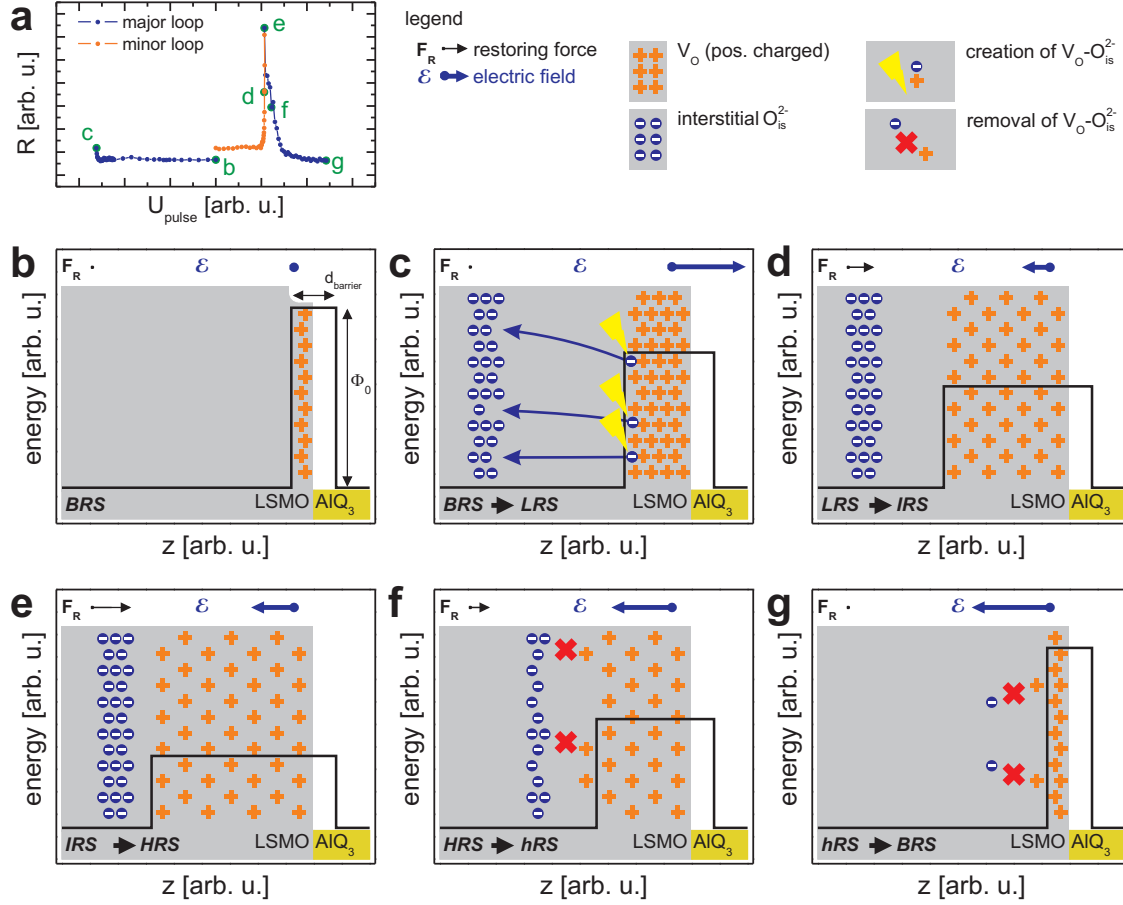 a
R [arb. u.]
major loop
minor loop
c
b
d
e
f
g
U_pulse [arb. u.]
legend
F_R restoring force
ℰ electric field
V_O (pos. charged)
interstitial O_is^2-
creation of V_O-O_is^2-
removal of V_O-O_is^2-
b
F_R ℰ
d_barrier
Φ_0
energy [arb. u.]
BRS LSMO AlQ_3
z [arb. u.]
c
F_R ℰ
energy [arb. u.]
BRS LRS LSMO AlQ_3
z [arb. u.]
d
F_R ℰ
energy [arb. u.]
LRS IRS LSMO AlQ_3
z [arb. u.]
e
F_R ℰ
energy [arb. u.]
IRS HRS LSMO AlQ_3
z [arb. u.]
f
F_R ℰ
energy [arb. u.]
HRS hRS LSMO AlQ_3
z [arb. u.]
g
F_R ℰ
energy [arb. u.]
hRS BRS LSMO AlQ_3
z [arb. u.]